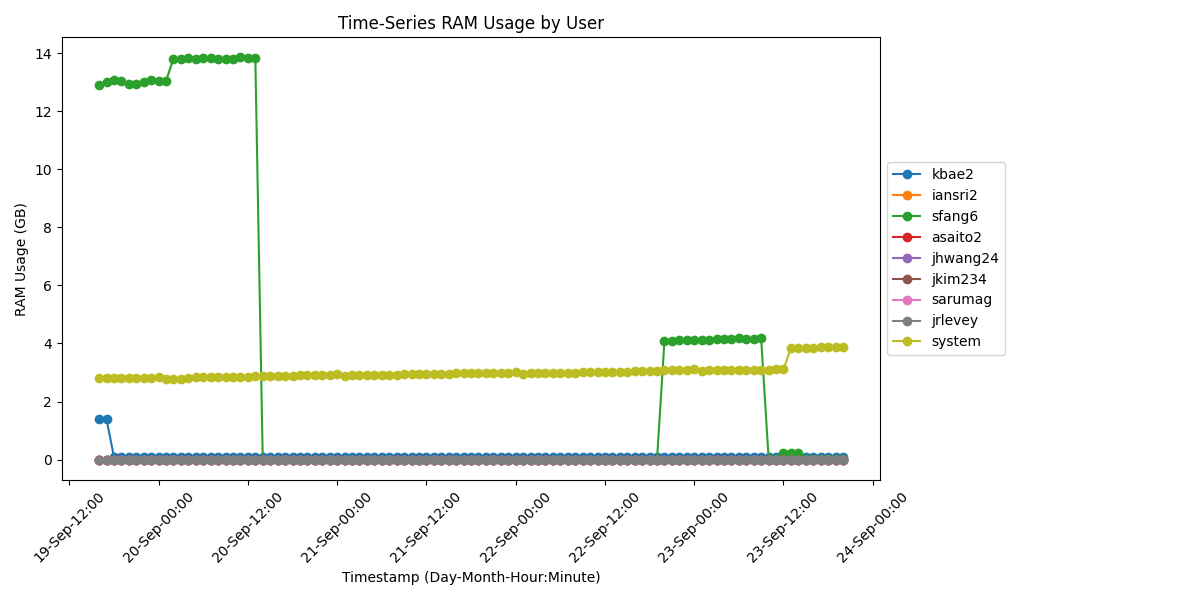 Time-Series RAM Usage by User
14
12
10
8
6
4
2
0
RAM Usage (GB)
19-Sep-12:00
20-Sep-00:00
20-Sep-12:00
21-Sep-00:00
21-Sep-12:00
22-Sep-00:00
22-Sep-12:00
23-Sep-00:00
23-Sep-12:00
24-Sep-00:00
Timestamp (Day-Month-Hour:Minute)
kbae2
iansri2
sfang6
asaito2
jhwang24
jkim234
sarumag
jrlevey
system